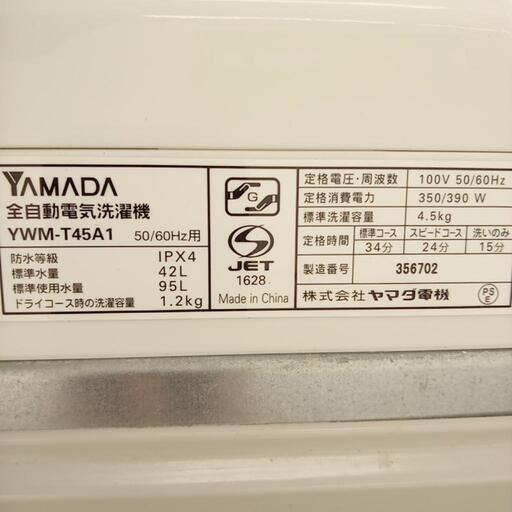 YAMADA
全自動電気洗濯機
YWM-T45A1 50/60Hz用
防水等級 IPX4
標準水量 42L
標準使用水量 95L
ドライコース時の洗濯容量 1.2kg
G
S
JET
1628
Made in China
定格電圧・周波数 100V 50/60Hz
定格消費電力 350/390 W
標準洗濯容量 4.5kg
定格時間 標準コース スピードコース 洗いのみ
34分 24分 15分
製造番号 356702
株式会社 ヤマダ電機
PS
E